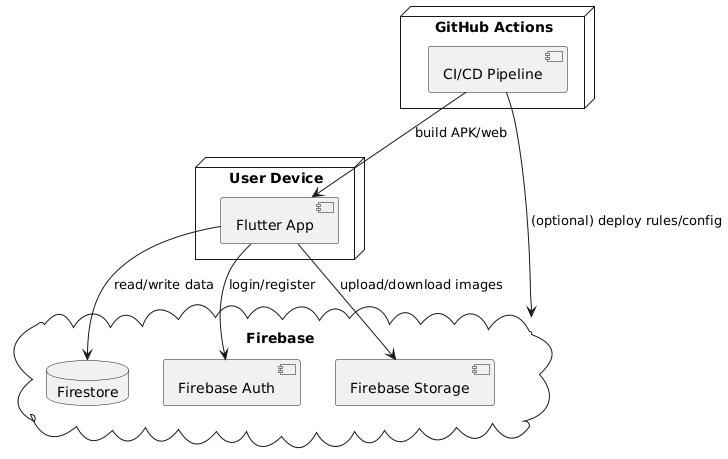 GitHub Actions
CI/CD Pipeline
build APK/web
User Device
Flutter App
(optional) deploy rules/config
read/write data
login/register
upload/download images
Firebase
Firestore
Firebase Auth
Firebase Storage